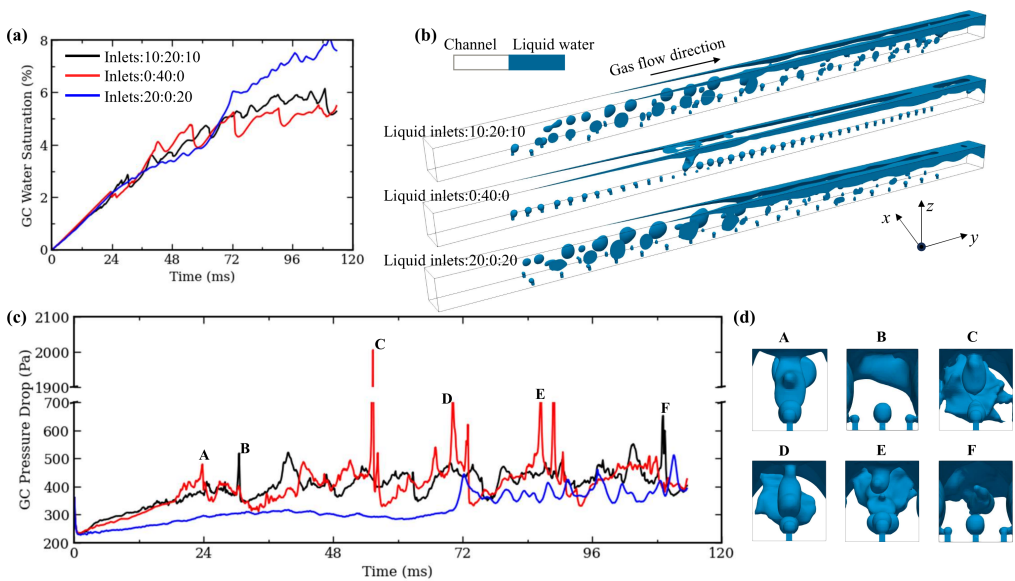 (a)
8
6
4
2
0
GC Water Saturation (%)
Inlets:10:20:10
Inlets:0:40:0
Inlets:20:0:20
0 24 48 72 96 120
Time (ms)
(b)
Channel Liquid water
Gas flow direction
Liquid inlets:10:20:10
Liquid inlets:0:40:0
Liquid inlets:20:0:20
x z y
(c)
2100
2000
1900
700
600
500
400
300
200
GC Pressure Drop (Pa)
A B C D E F
0 24 48 72 96 120
Time (ms)
(d)
A B C
D E F